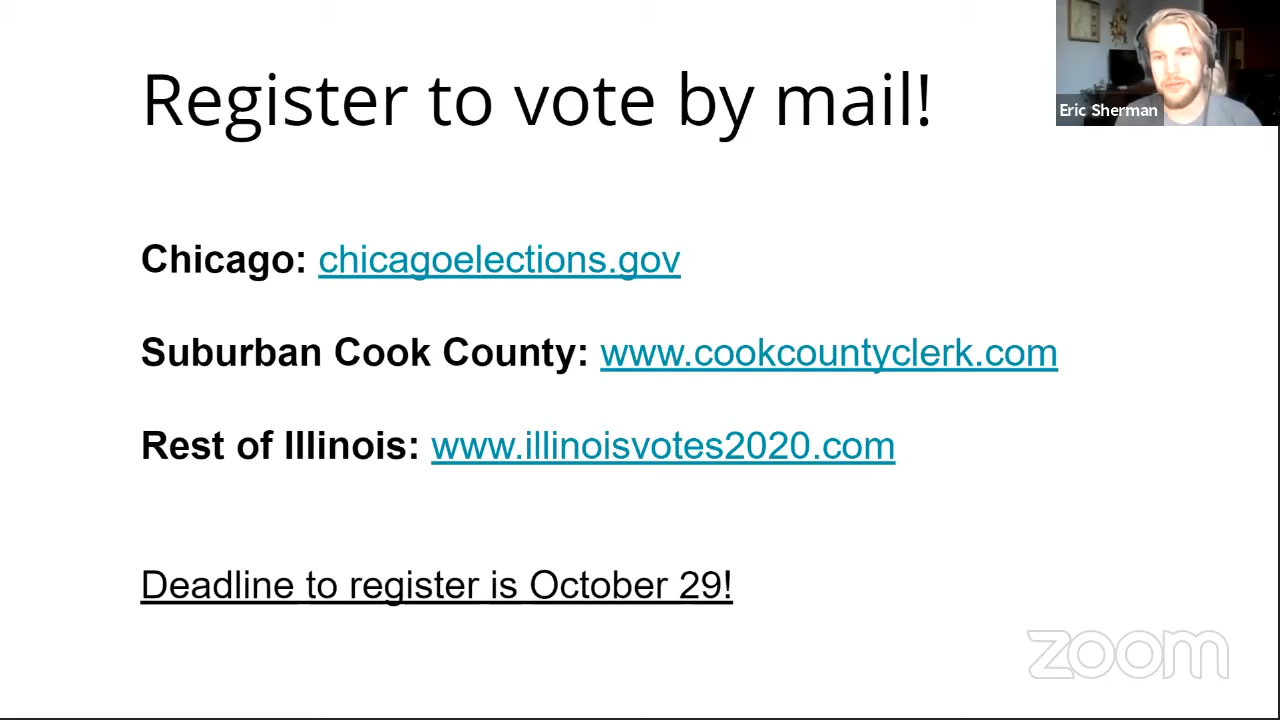 Register to vote by mail!
Eric Sherman
Chicago: chicagoelections.gov
Suburban Cook County: www.cookcountyclerk.com
Rest of Illinois: www.illinoisvotes2020.com
Deadline to register is October 29!
zoom